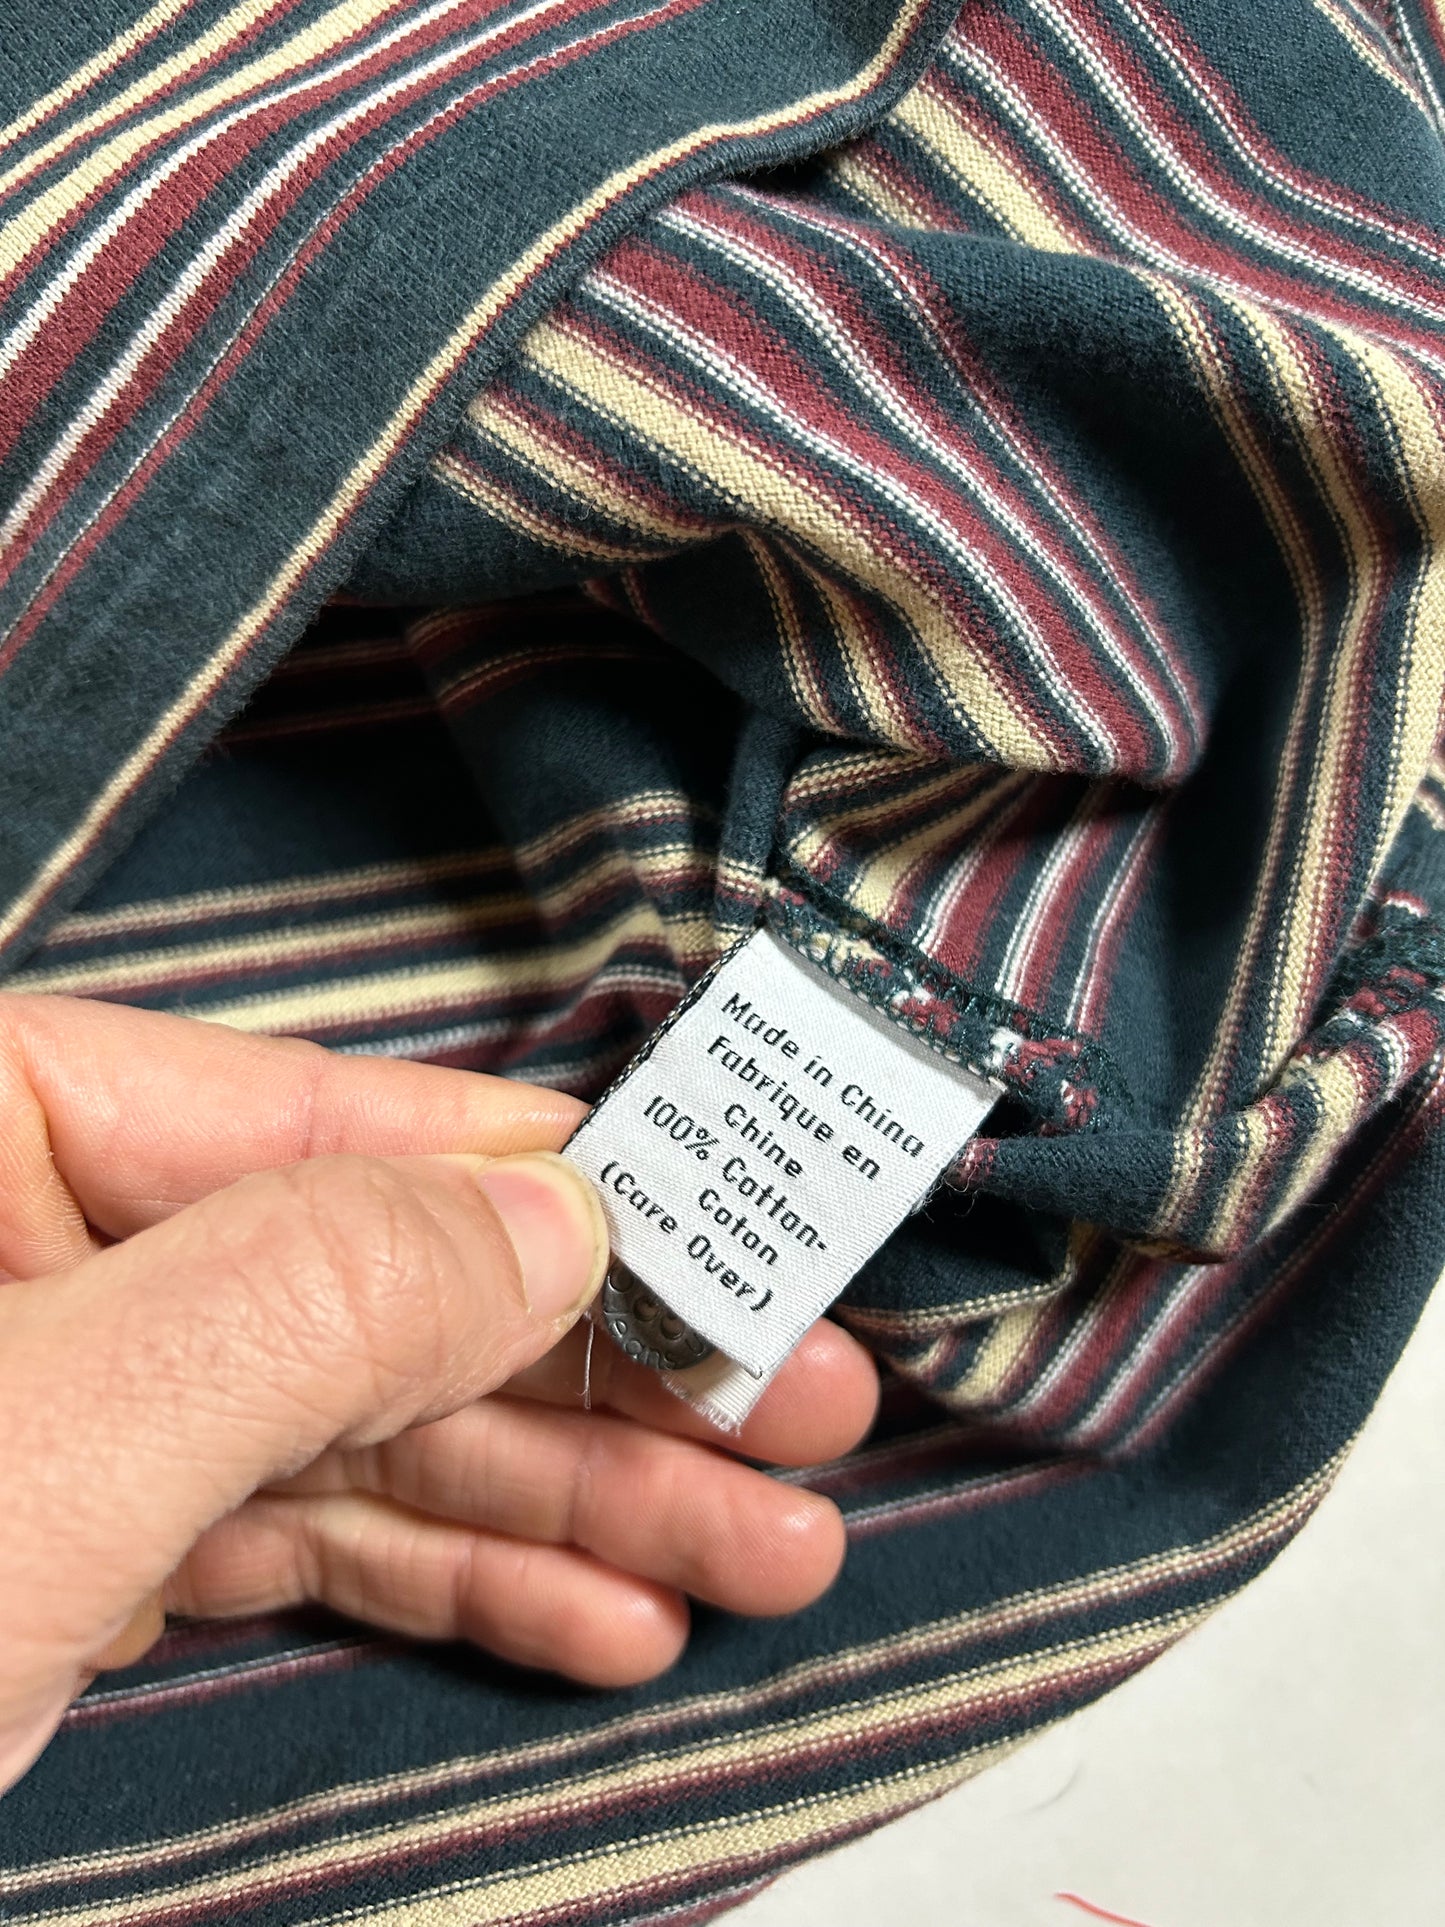 Made in China
Fabrique en
Chine
100% Cotton-
Coton
(Care Over)